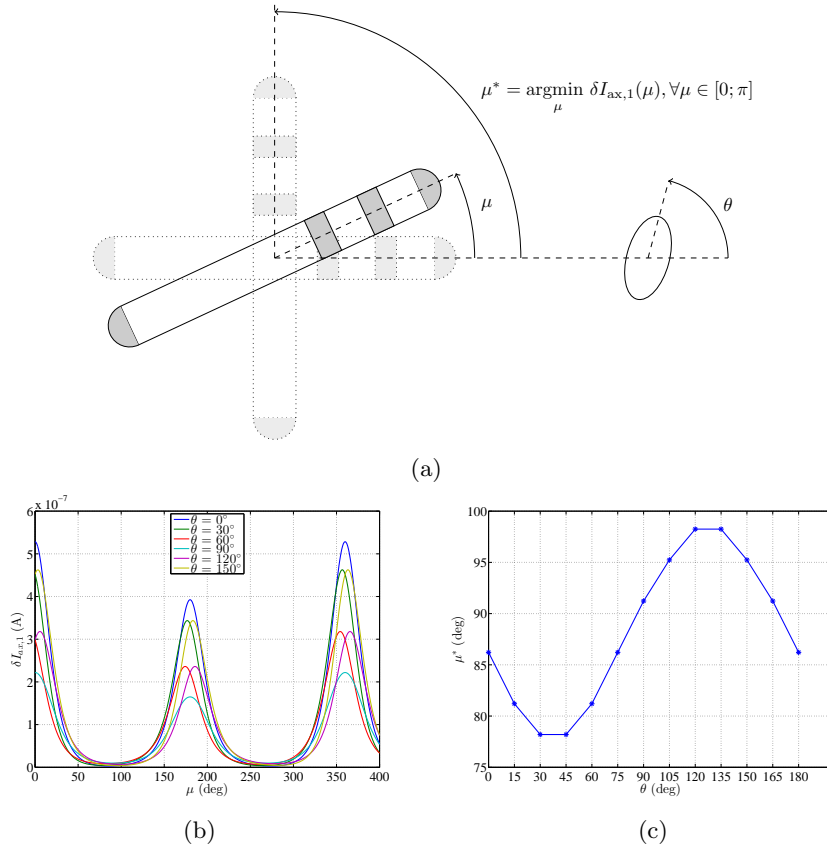 μ* = argmin δI_ax,1(μ), ∀μ ∈ [0; π]
μ
μ
θ
(a)
x 10⁻⁷
6
5
4
3
2
1
0
0 50 100 150 200 250 300 350 400
δI_ax,1 (A)
μ (deg)
θ = 0°
θ = 30°
θ = 60°
θ = 90°
θ = 120°
θ = 150°
(b)
100
95
90
85
80
75
0 15 30 45 60 75 90 105 120 135 150 165 180
μ* (deg)
θ (deg)
(c)